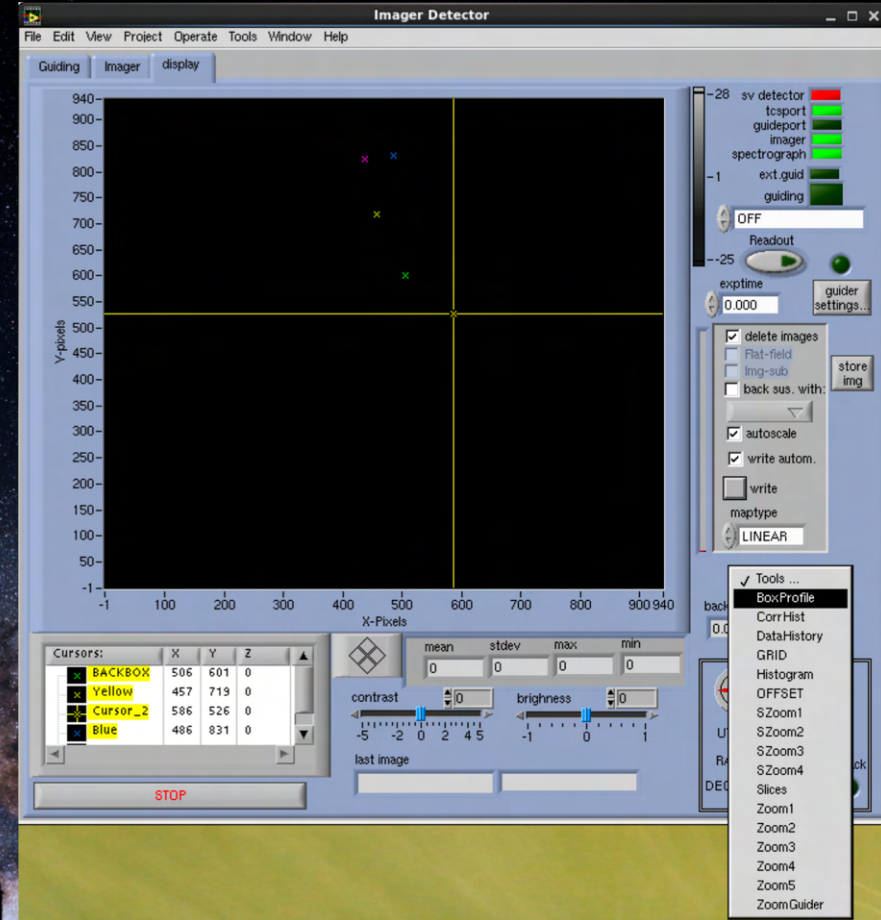 Imager Detector
File Edit View Project Operate Tools Window Help
Guiding Imager display
940
900
850
800
750
700
650
600
550
500
450
400
350
300
250
200
150
100
50
-1
Y-pixels
-1 100 200 300 400 500 600 700 800 900 940
X-Pixels
28
-1
-25
sv detector
tcsport
guideport
imager
spectrograph
ext.guid
guiding
OFF
Readout
exptime
0.000
guider
settings...
delete images
Flat-field
Img-sub
back sus. with:
autoscale
write autom.
write
maptype
LINEAR
store
img
back
0.0
Tools ...
BoxProfile
CorrHist
DataHistory
GRID
Histogram
OFFSET
SZoom1
SZoom2
SZoom3
SZoom4
Slices
Zoom1
Zoom2
Zoom3
Zoom4
Zoom5
ZoomGuider
Cursors: X Y Z
BACKBOX 506 601 0
Yellow 457 719 0
Cursor_2 586 526 0
Blue 486 831 0
mean stdev max min
0 0 0 0
contrast 0
-5 -2 0 2 4 5
brighness 0
-1 0 1
last image
STOP